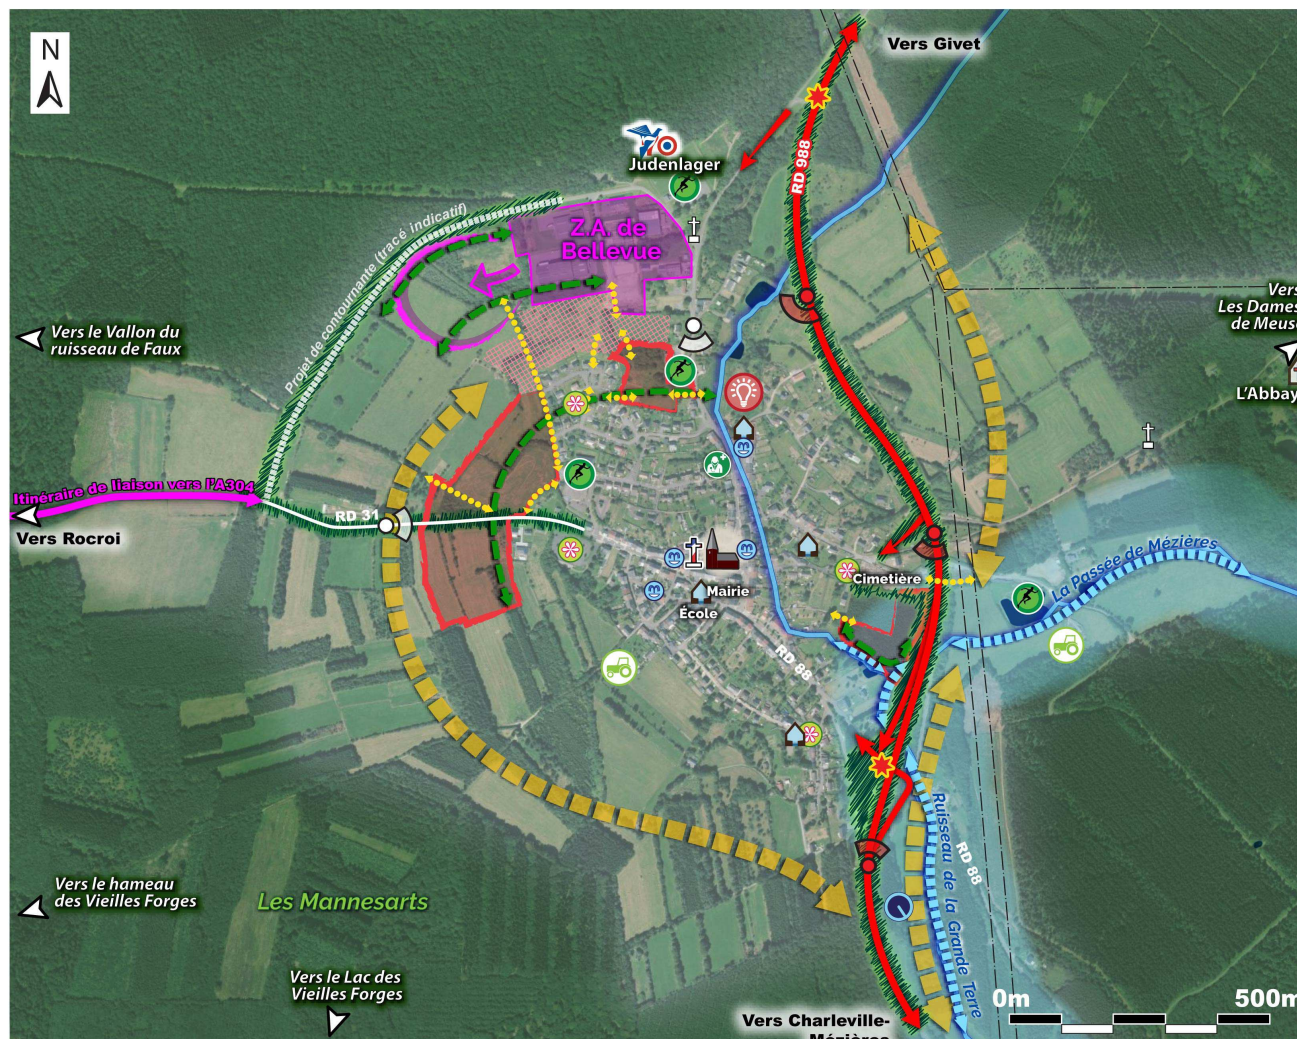 N
Vers Givet
Judenlager
RD 988
Z.A. de
Bellevue
Projet de contournante (tracé indicatif)
Vers le Vallon du
ruisseau de Faux
Vers
Les Dames
de Meuse
L'Abbay
Itinéraire de liaison vers l'A304
RD 31
Vers Rocroi
La Passée de Mézières
Cimetière
Mairie
École
RD 88
Ruisseau de la Grande Terre
RD 88
Vers le hameau
des Vieilles Forges
Les Mannesarts
Vers le Lac des
Vieilles Forges
0m
500m
Vers Charleville-
Mézières